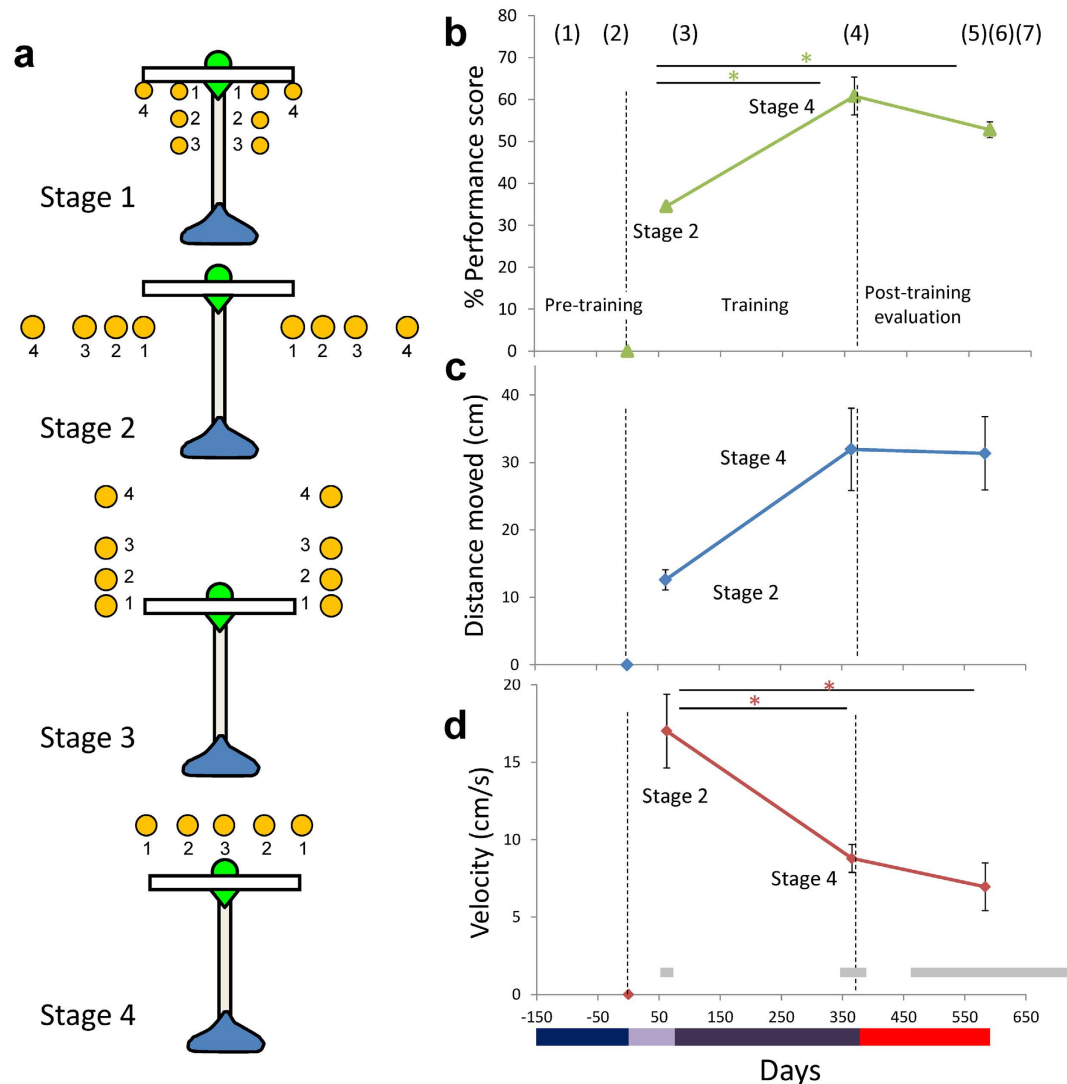 a
1 1
4 4
2 2
3 3
Stage 1
4 3 2 1 1 2 3 4
Stage 2
4 4
3 3
2 2
1 1
Stage 3
1 2 3 2 1
Stage 4
b
(1) (2) (3) (4) (5)(6)(7)
80
70
60
50
40
30
20
10
0
% Performance score
*
*
Stage 4
Stage 2
Pre-training
Training
Post-training
evaluation
c
40
30
20
10
0
Distance moved (cm)
Stage 4
Stage 2
d
20
15
10
5
0
Velocity (cm/s)
*
*
Stage 2
Stage 4
-150 -50 50 150 250 350 450 550 650
Days